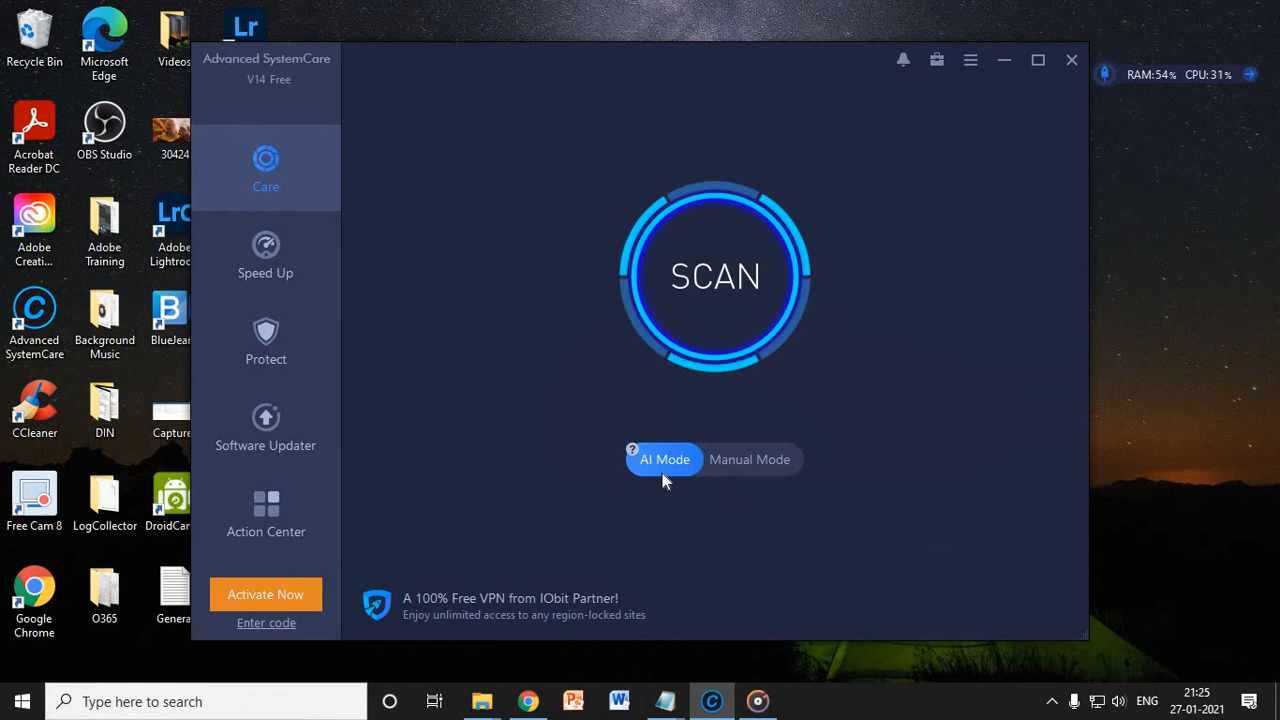 Recycle Bin
Microsoft
Edge
Videos
Lr
Acrobat
Reader DC
OBS Studio
30424
Adobe
Creati...
Adobe
Training
LrC
Adobe
Lightroo
Advanced
SystemCare
Background
Music
B
BlueJean
CCleaner
DIN
Capture
Free Cam 8
LogCollector
DroidCam
Google
Chrome
O365
Genera
Advanced SystemCare
V14 Free
Care
Speed Up
Protect
Software Updater
Action Center
Activate Now
Enter code
SCAN
?
AI Mode
Manual Mode
A 100% Free VPN from IObit Partner!
Enjoy unlimited access to any region-locked sites
RAM:54% CPU:31%
Type here to search
ENG
21:25
27-01-2021